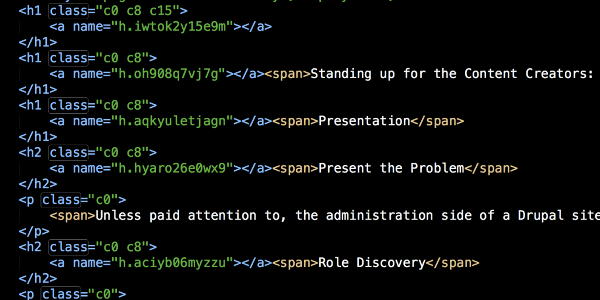 <h1 class="c0 c8 c15">
<a name="h.iwtok2y15e9m"></a>
</h1>
<h1 class="c0 c8">
<a name="h.oh908q7vj7g"></a><span>Standing up for the Content Creators:
</h1>
<h1 class="c0 c8">
<a name="h.aqkyuletjagn"></a><span>Presentation</span>
</h1>
<h2 class="c0 c8">
<a name="h.hyaro26e0wx9"></a><span>Present the Problem</span>
</h2>
<p class="c0">
<span>Unless paid attention to, the administration side of a Drupal site
</p>
<h2 class="c0 c8">
<a name="h.aciyb06myzzu"></a><span>Role Discovery</span>
</h2>
<p class="c0">